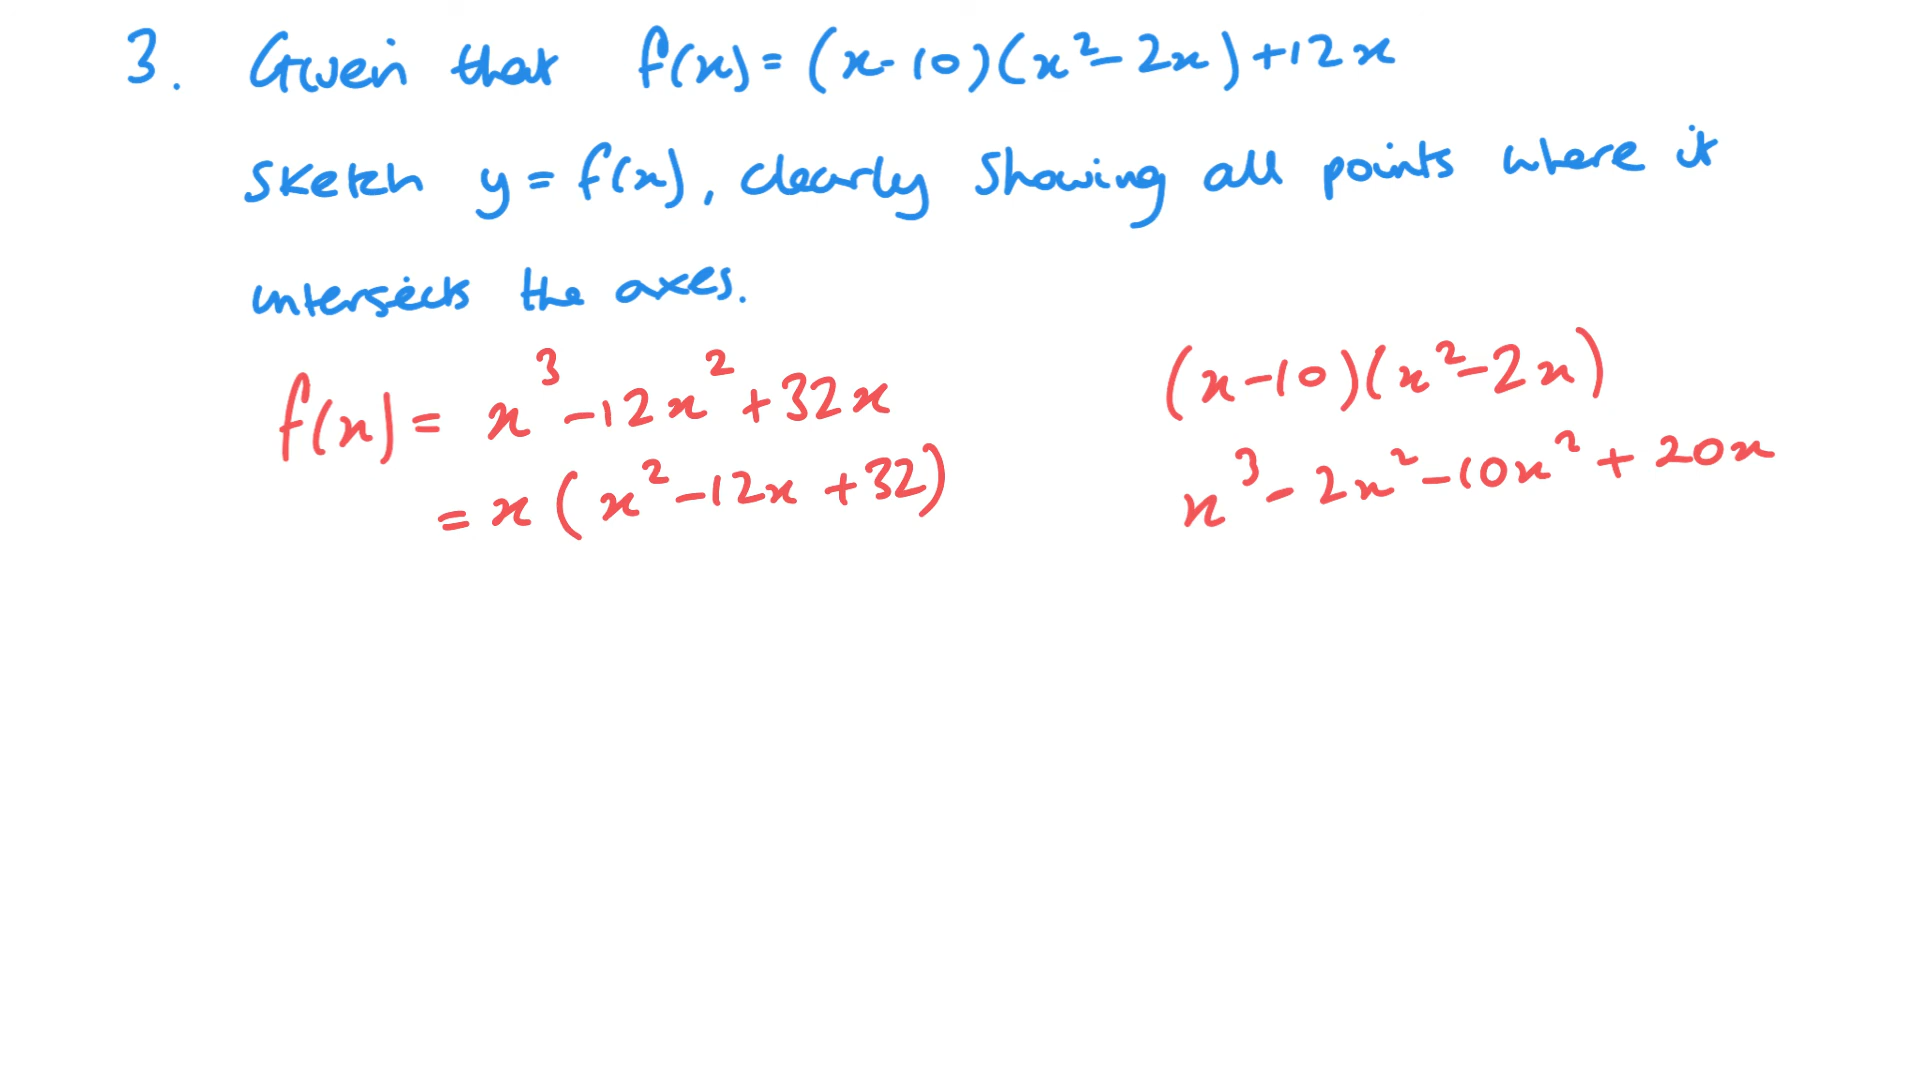 3. Given that f(x) = (x-10)(x²-2x)+12x
sketch y = f(x), clearly showing all points where it
intersects the axes.
f(x) = x³-12x²+32x
= x(x²-12x+32)
(x-10)(x²-2x)
x³-2x²-10x²+20x